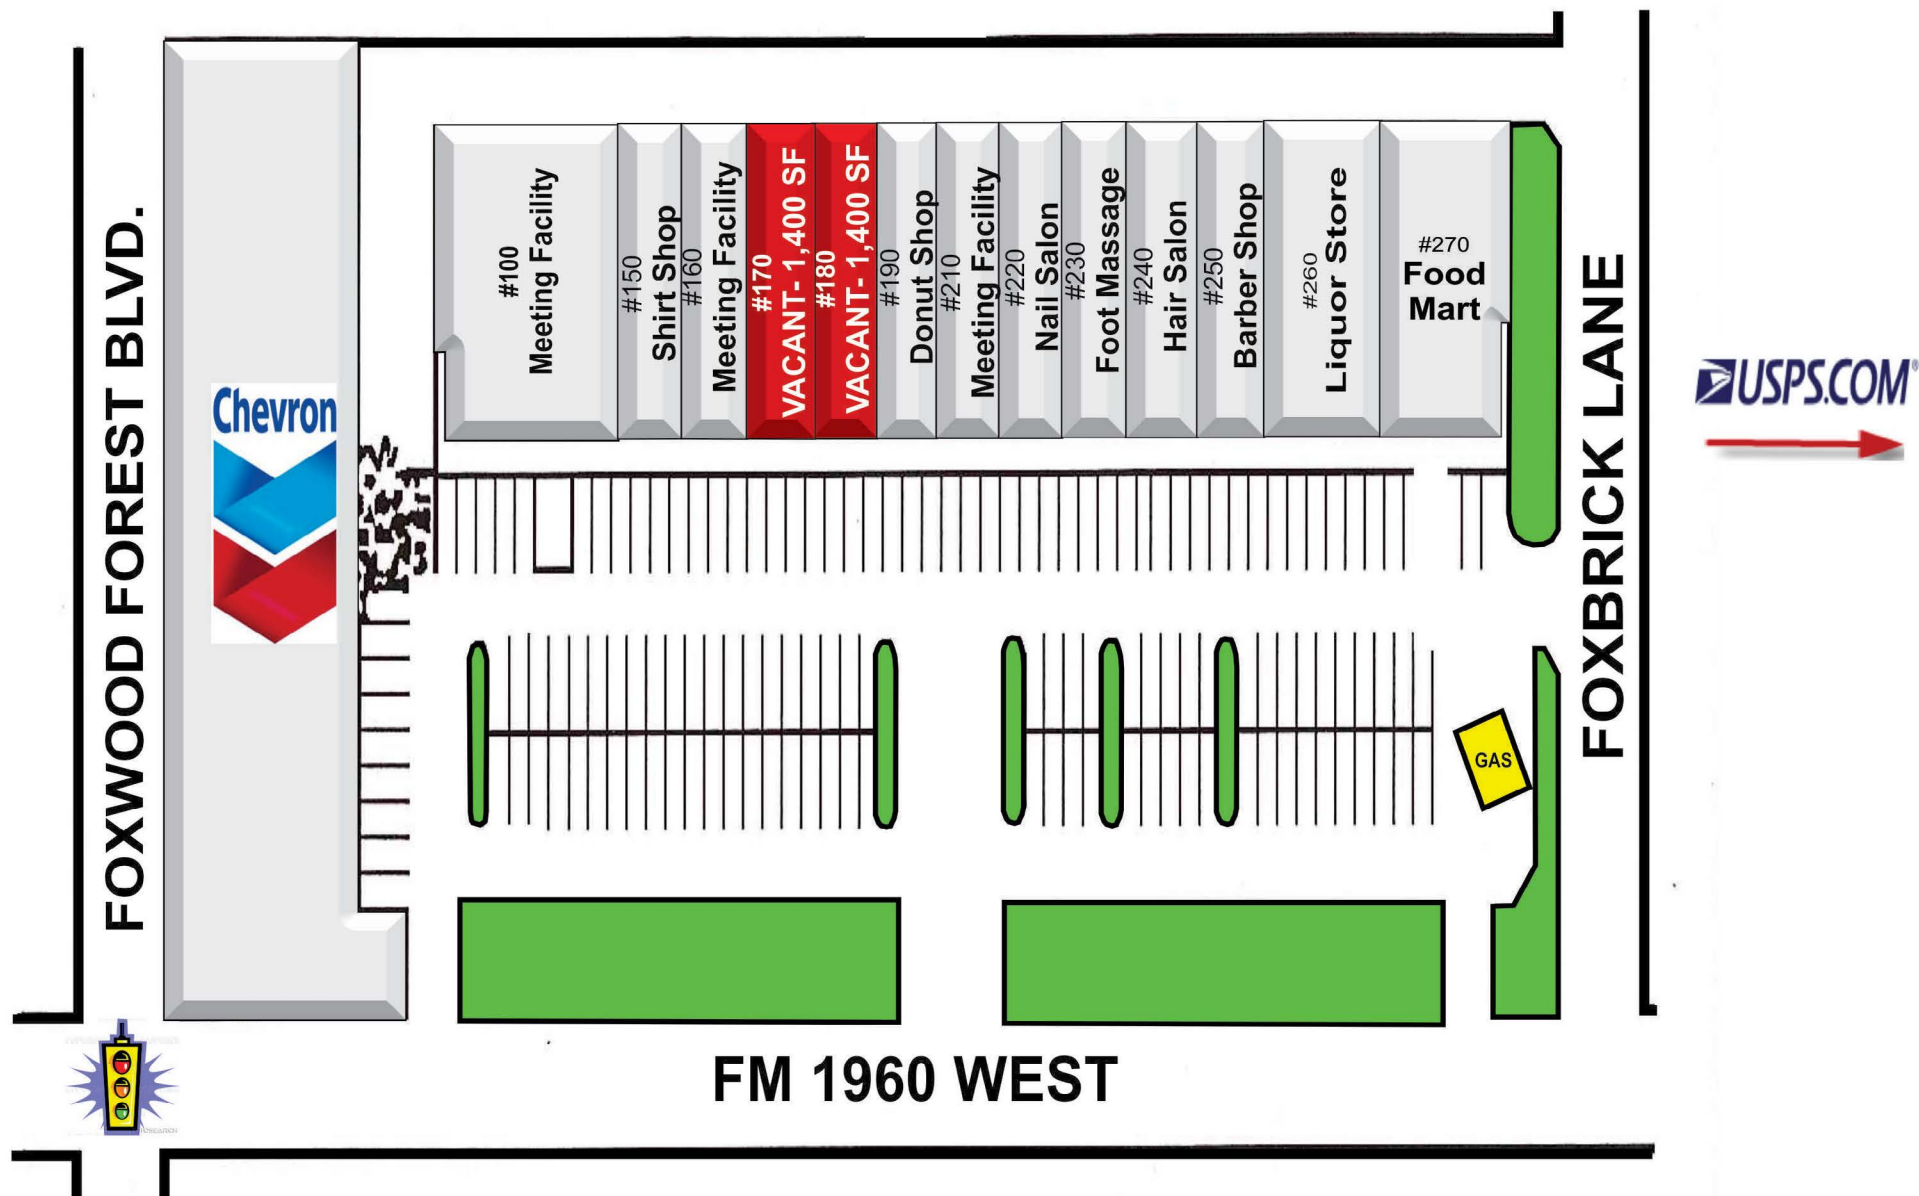 FOXWOOD FOREST BLVD.
Chevron
#100
Meeting Facility
#150
Shirt Shop
#160
Meeting Facility
#170
VACANT- 1,400 SF
#180
VACANT- 1,400 SF
#190
Donut Shop
#210
Meeting Facility
#220
Nail Salon
#230
Foot Massage
#240
Hair Salon
#250
Barber Shop
#260
Liquor Store
#270
Food
Mart
FOXBRICK LANE
USPS.COM®
GAS
FM 1960 WEST